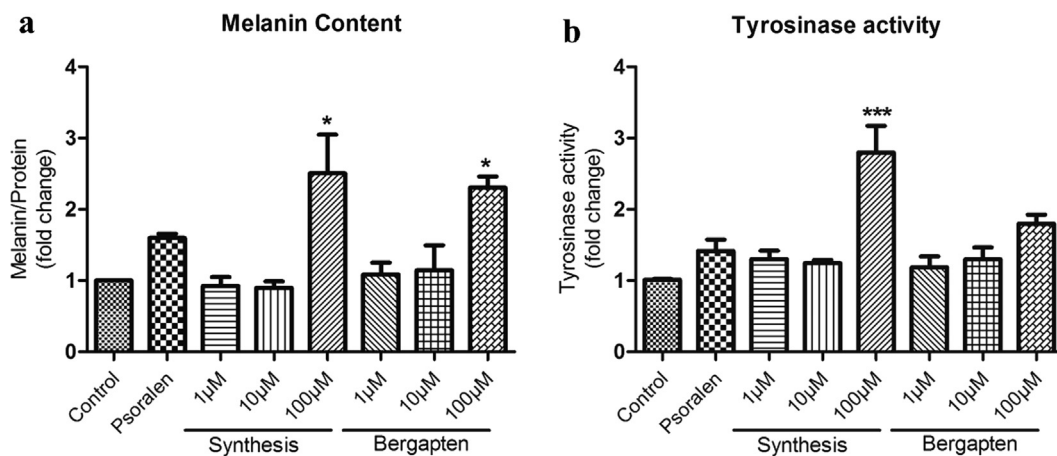 a
Melanin Content
Melanin/Protein
(fold change)
4
3
2
1
0
*
*
Control
Psoralen
1µM
10µM
100µM
1µM
10µM
100µM
Synthesis
Bergapten
b
Tyrosinase activity
Tyrosinase activity
(fold change)
4
3
2
1
0
***
Control
Psoralen
1µM
10µM
100µM
1µM
10µM
100µM
Synthesis
Bergapten